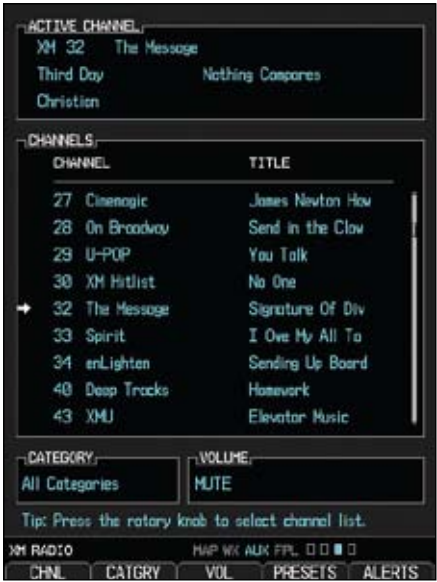 ACTIVE CHANNEL
XM 32 The Message
Third Day Nothing Compares
Christian
CHANNELS
CHANNEL TITLE
27 Cinemagic James Newton How
28 On Broadway Send in the Clow
29 U-POP You Talk
30 XM Hitlist No One
32 The Message Signature Of Div
33 Spirit I Owe My All To
34 enLighten Sending Up Board
40 Deep Tracks Homework
43 XMU Elevator Music
CATEGORY
All Categories
VOLUME
MUTE
Tip: Press the rotary knob to select channel list.
XM RADIO MAP WX AUX FPL
CHNL CATGRY VOL PRESETS ALERTS